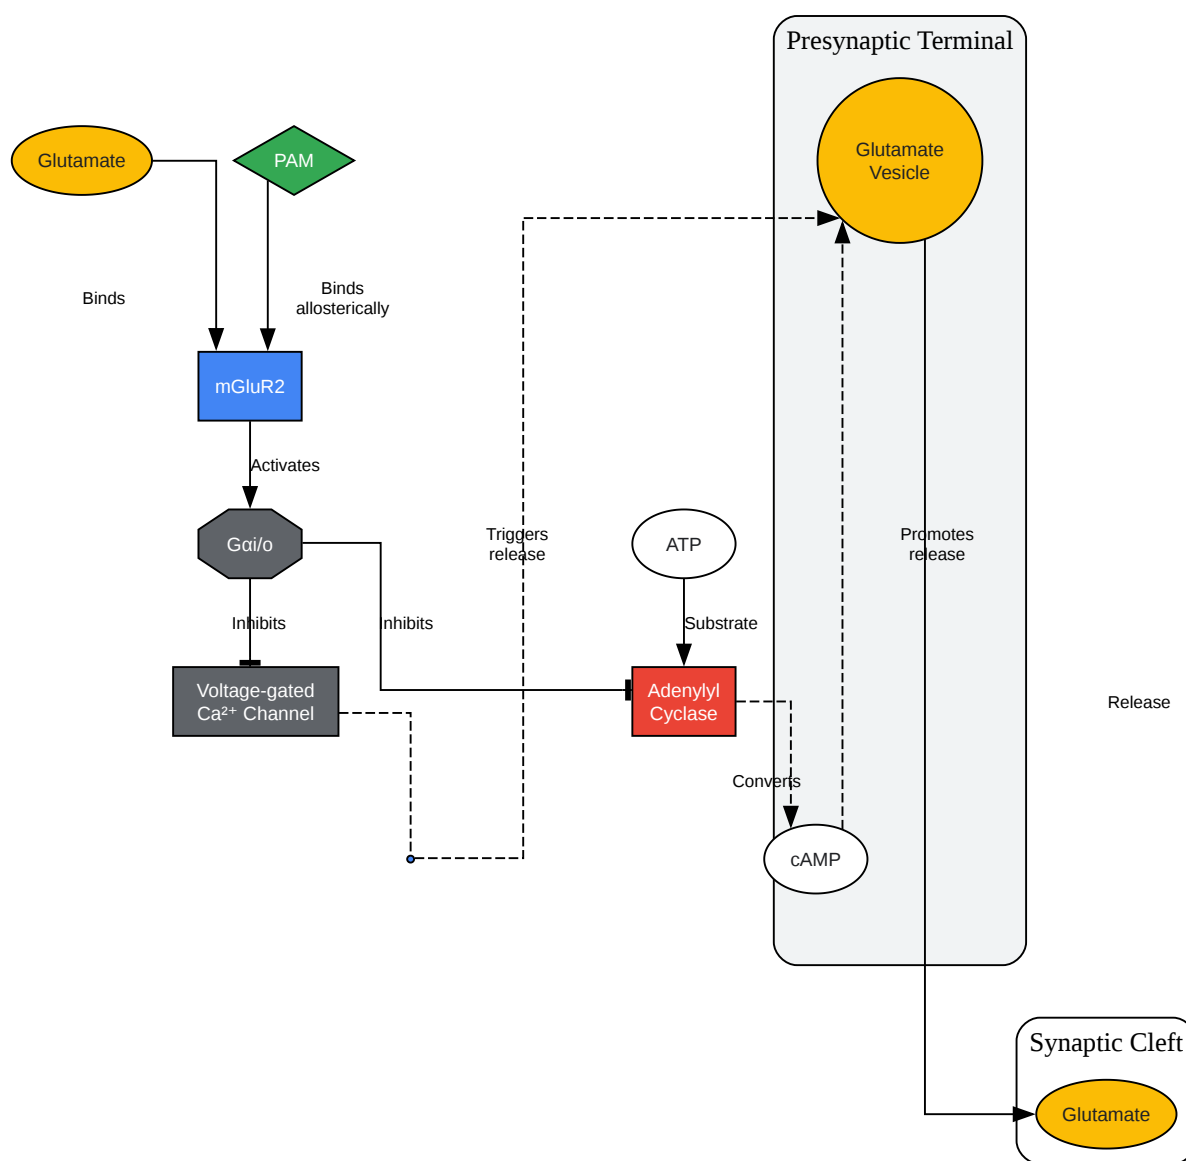 Presynaptic Terminal
Glutamate
Vesicle
Glutamate
PAM
Binds
Binds
allosterically
mGluR2
Activates
Gαi/o
Triggers
release
ATP
Promotes
release
Inhibits
Inhibits
Substrate
Voltage-gated
Ca²⁺ Channel
Adenylyl
Cyclase
Release
Converts
cAMP
Synaptic Cleft
Glutamate